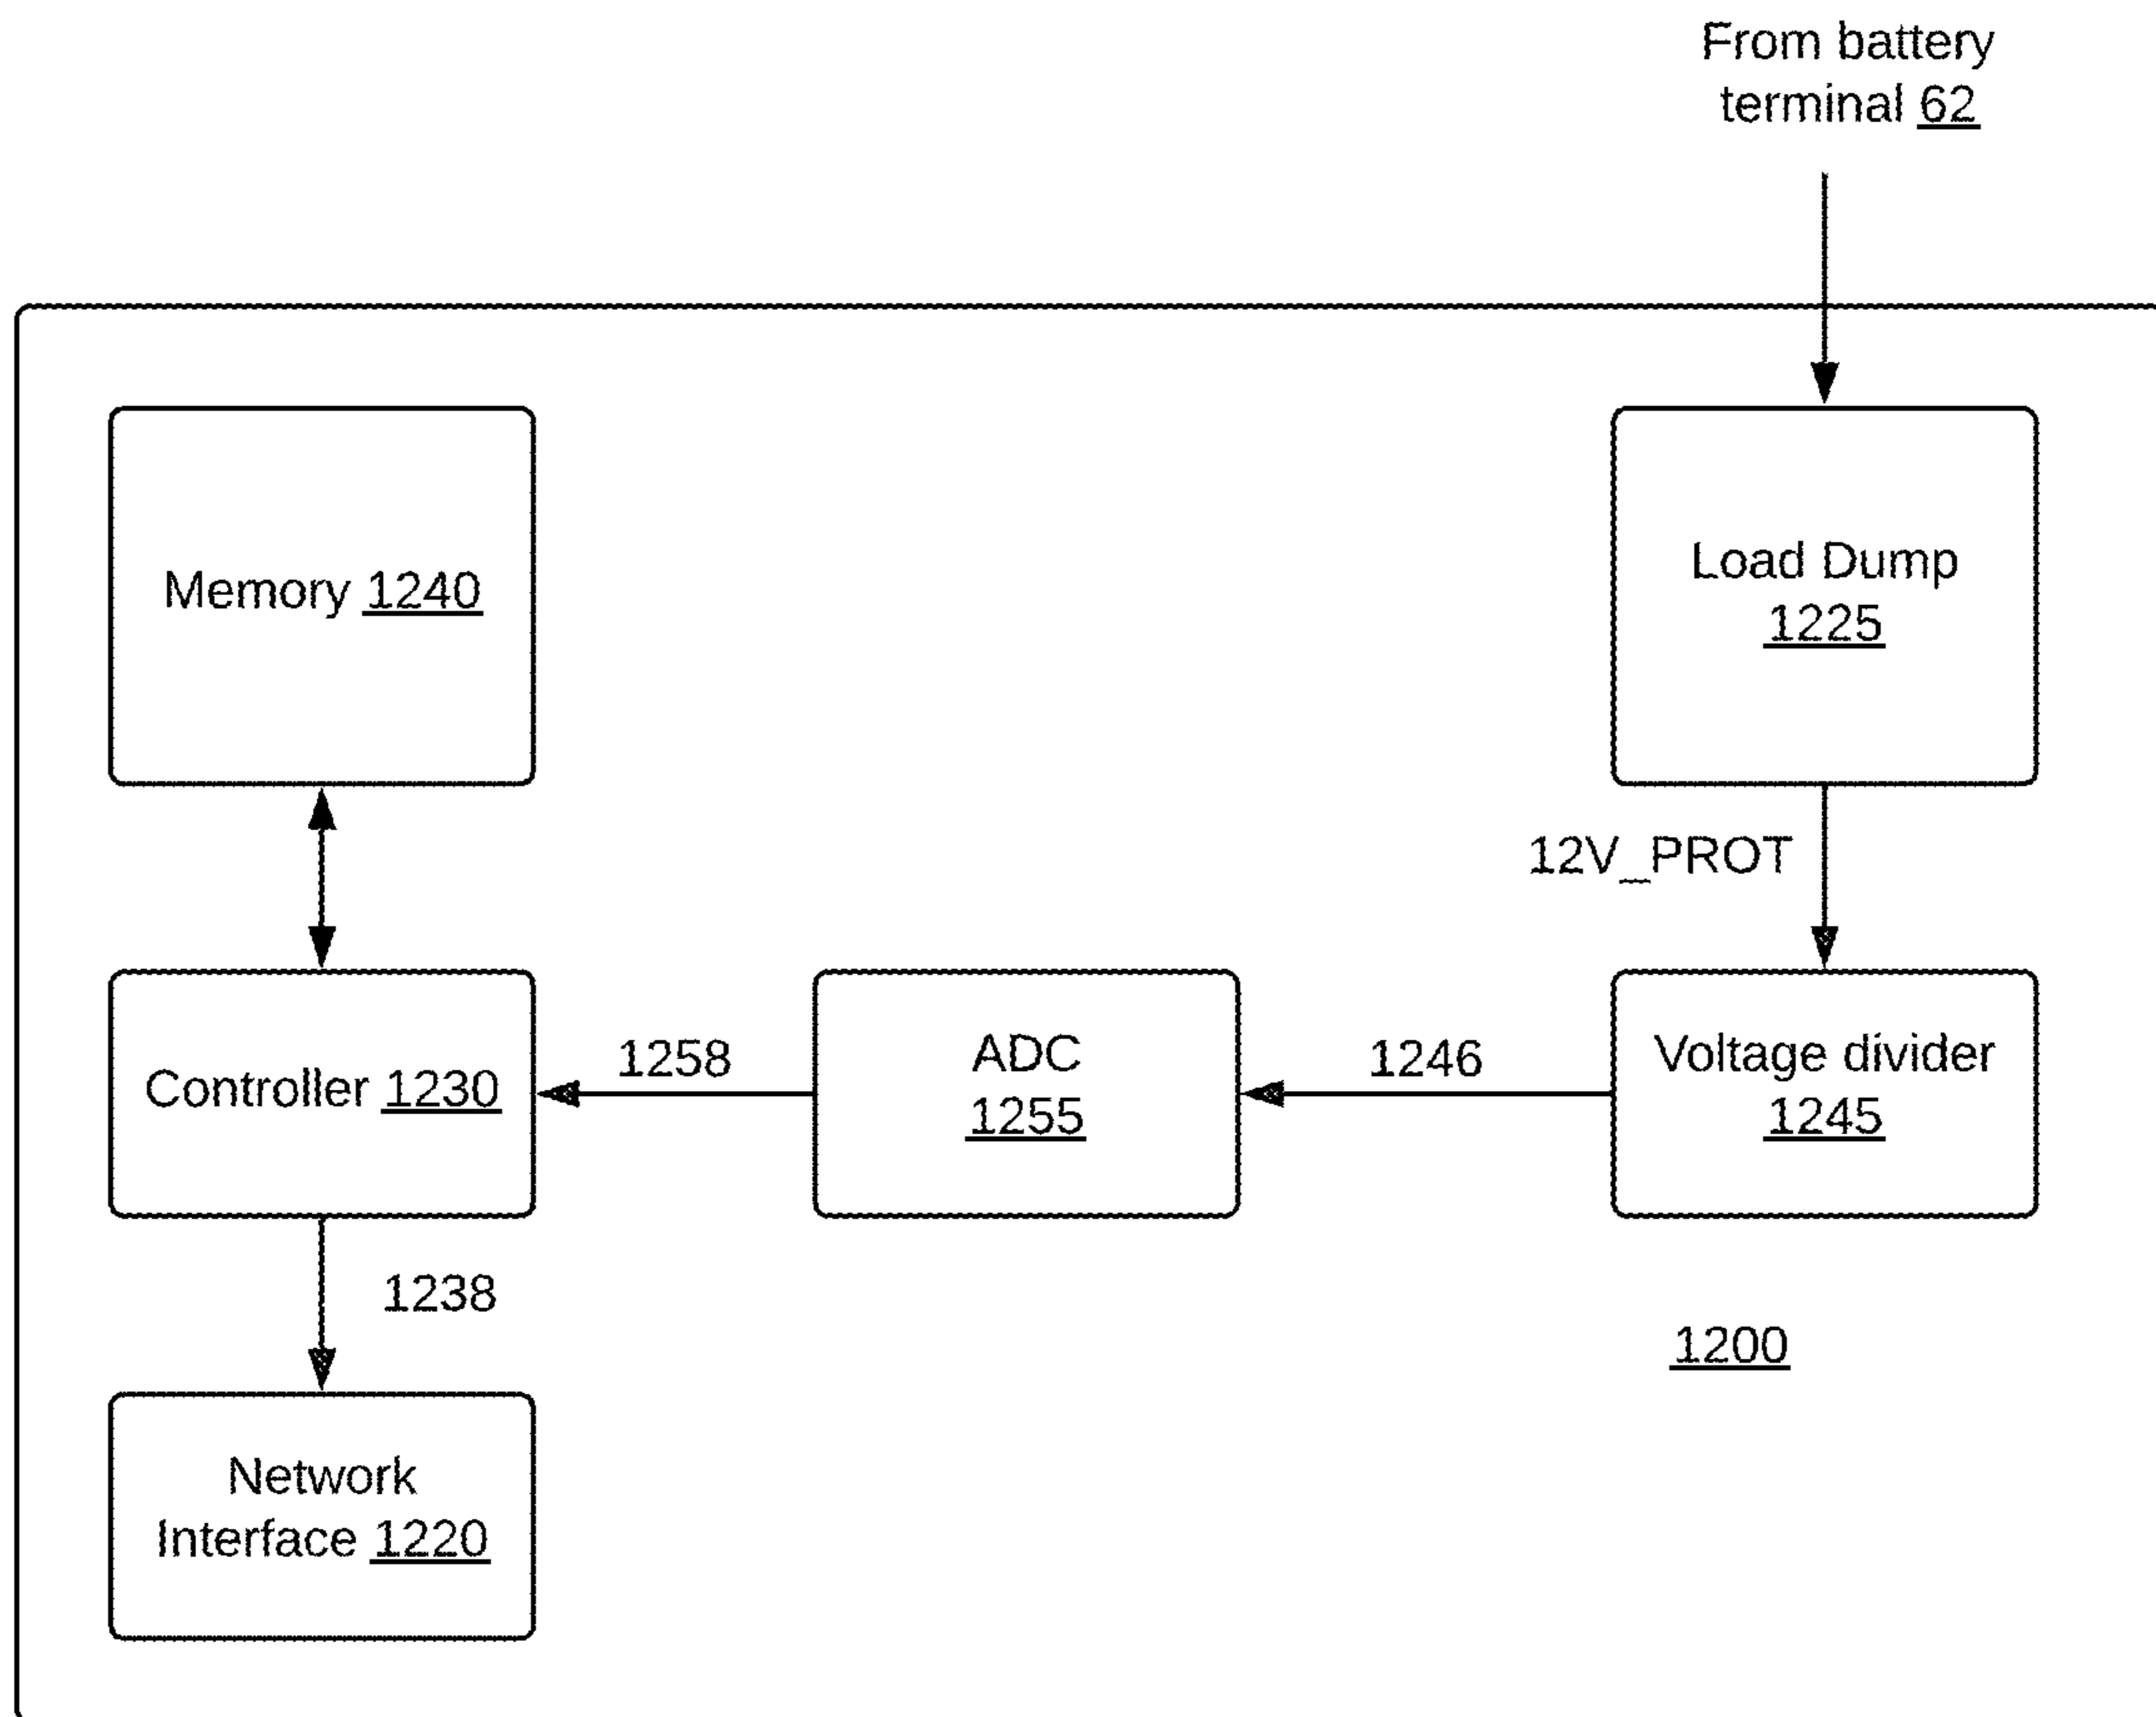 From battery
terminal 62
Memory 1240
Load Dump
1225
12V_PROT
Controller 1230
1258
ADC
1255
1246
Voltage divider
1245
1238
1200
Network
Interface 1220